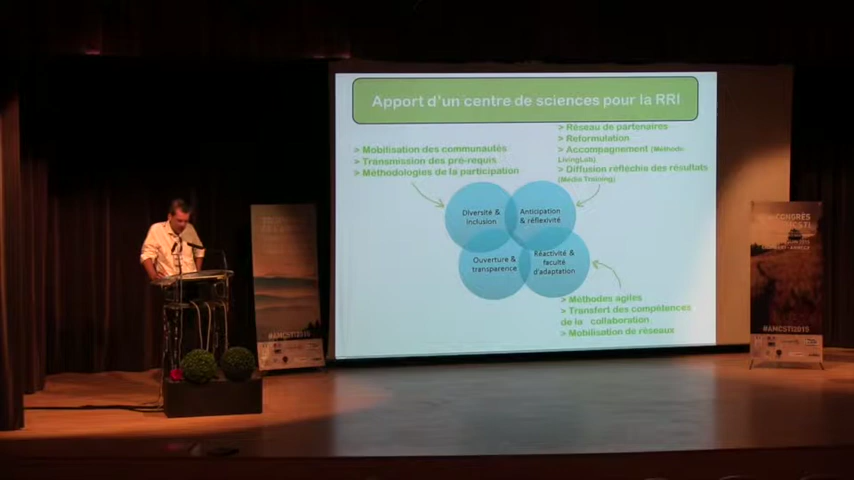 Apport d'un centre de sciences pour la RRI
> Mobilisation des communautés
> Transmission des pré-requis
> Méthodologies de la participation
> Réseau de partenaires
> Reformulation
> Accompagnement (Méthode
LivingLab)
> Diffusion réfléchie des résultats
(Média Training)
Diversité &
inclusion
Anticipation
& réflexivité
Ouverture &
transparence
Réactivité &
faculté
d'adaptation
> Méthodes agiles
> Transfert des compétences
de la collaboration
> Mobilisation de réseaux
#AMCSTI2015
CONGRÈS
#AMCSTI2015